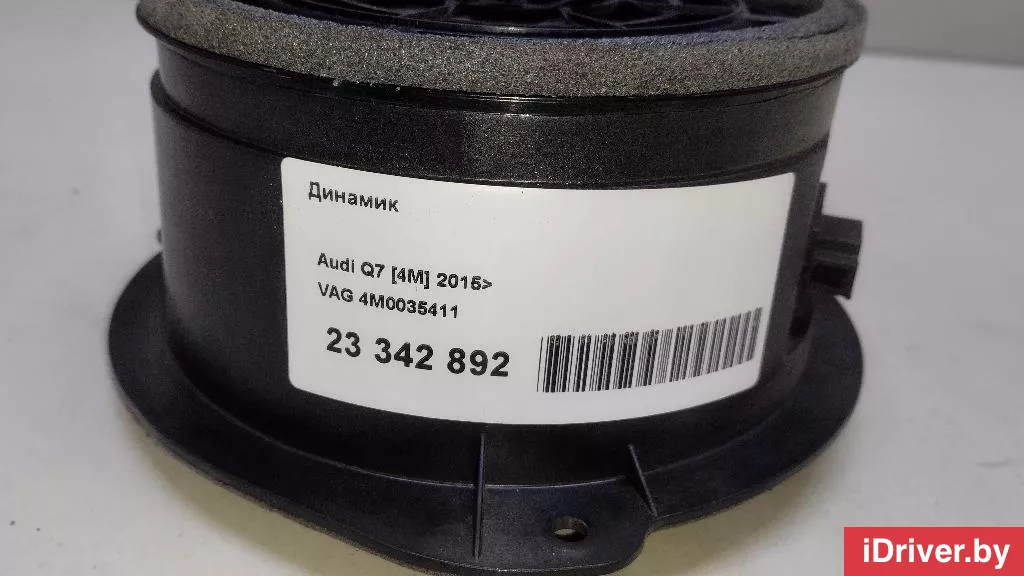 Динамик
Audi Q7 [4M] 2015>
VAG 4M0035411
23 342 892
iDriver.by